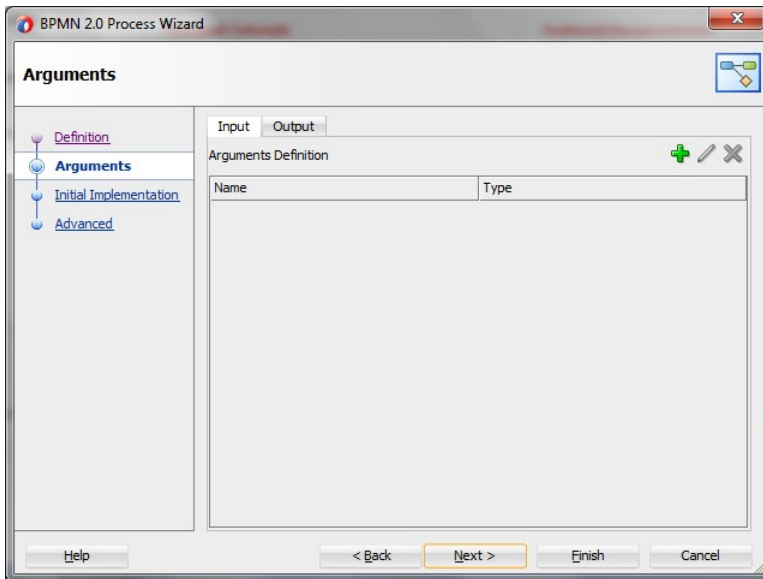 BPMN 2.0 Process Wizard
Arguments
Definition
Arguments
Initial Implementation
Advanced
Input Output
Arguments Definition
Name Type
Help < Back Next > Finish Cancel